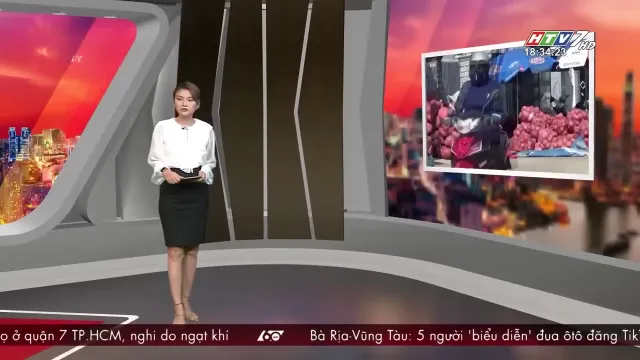 HTV7 HD
18:34:23
ọ ở quận 7 TP.HCM, nghi do ngạt khí 60 Bà Rịa-Vũng Tàu: 5 người 'biểu diễn' đua ôtô đăng Tik